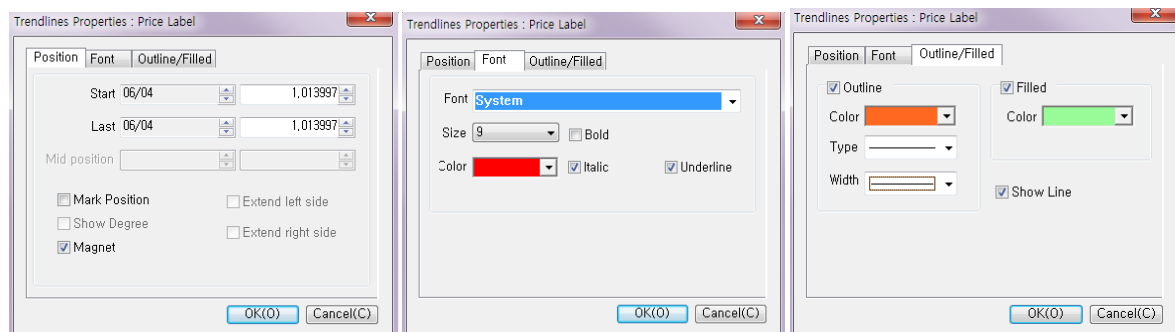 Trendlines Properties : Price Label
Position Font Outline/Filled
Start 06/04 1,013997
Last 06/04 1,013997
Mid position
Mark Position Extend left side
Show Degree Extend right side
Magnet
OK(O) Cancel(C)
Trendlines Properties : Price Label
Position Font Outline/Filled
Font System
Size 9 Bold
Color Italic Underline
OK(O) Cancel(C)
Trendlines Properties : Price Label
Position Font Outline/Filled
Outline Filled
Color Color
Type
Width Show Line
OK(O) Cancel(C)